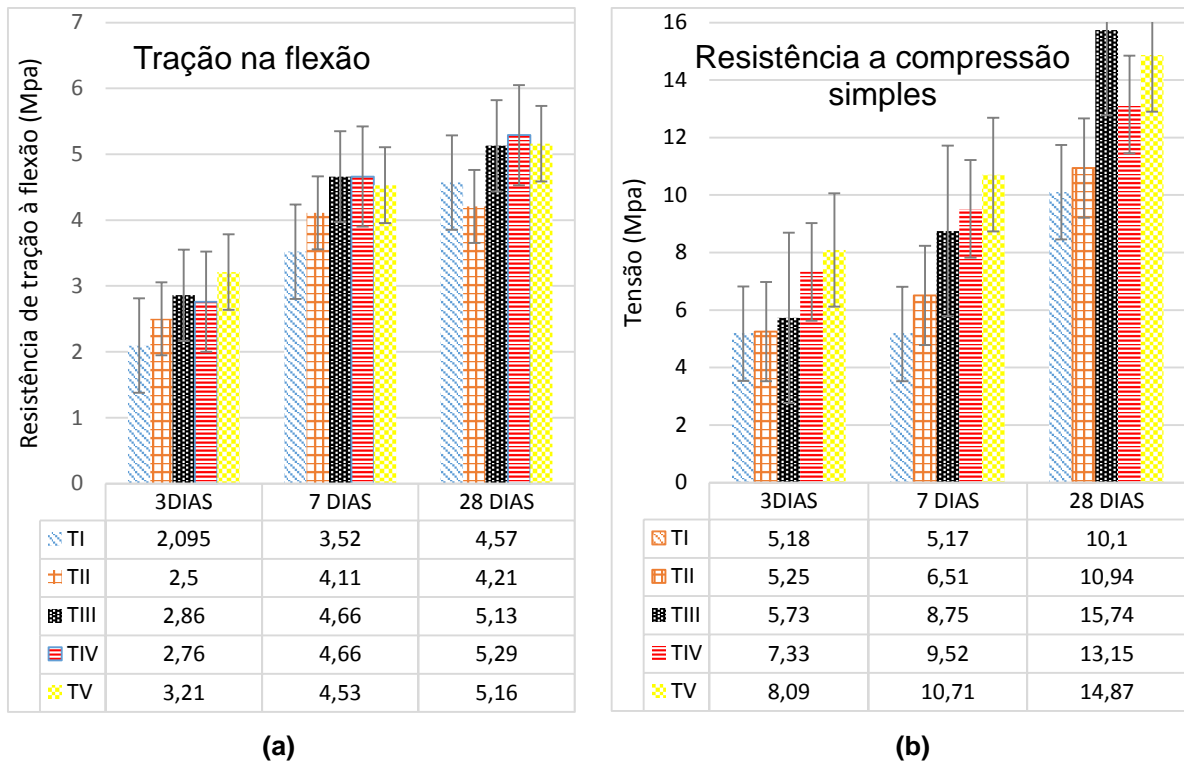 Tração na flexão
Resistência de tração à flexão (Mpa)
7
6
5
4
3
2
1
0
3DIAS 7 DIAS 28 DIAS
TI 2,095 3,52 4,57
TII 2,5 4,11 4,21
TIII 2,86 4,66 5,13
TIV 2,76 4,66 5,29
TV 3,21 4,53 5,16
(a)
Resistência a compressão
simples
Tensão (Mpa)
16
14
12
10
8
6
4
2
0
3DIAS 7 DIAS 28 DIAS
TI 5,18 5,17 10,1
TII 5,25 6,51 10,94
TIII 5,73 8,75 15,74
TIV 7,33 9,52 13,15
TV 8,09 10,71 14,87
(b)